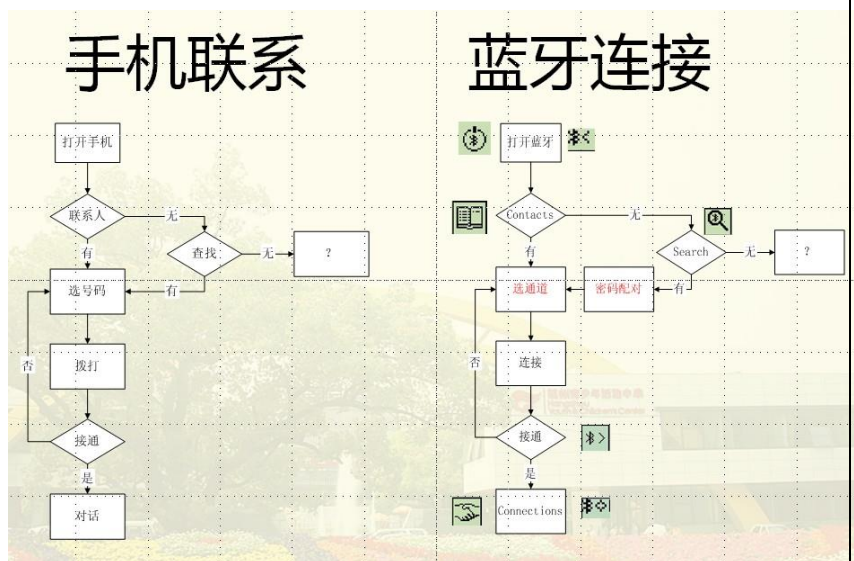 手机联系
打开手机
联系人
无
有
查找
无
?
选号码
有
拨打
否
接通
是
对话
蓝牙连接
打开蓝牙
Contacts
无
有
Search
无
?
选通道
密码配对
有
连接
否
接通
是
Connections